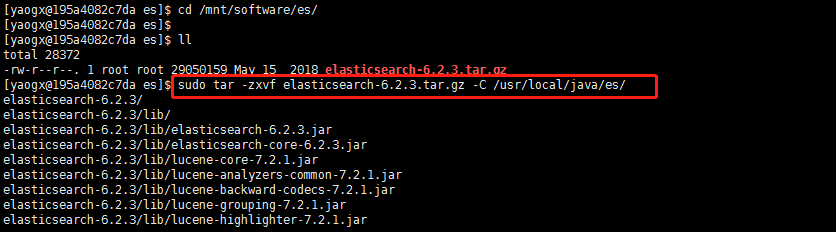 [yaogx@195a4082c7da es]$ cd /mnt/software/es/
[yaogx@195a4082c7da es]$
[yaogx@195a4082c7da es]$ ll
total 28372
-rw-r--r--. 1 root root 29050159 May 15  2018 elasticsearch-6.2.3.tar.gz
[yaogx@195a4082c7da es]$ sudo tar -zxvf elasticsearch-6.2.3.tar.gz -C /usr/local/java/es/
elasticsearch-6.2.3/
elasticsearch-6.2.3/lib/
elasticsearch-6.2.3/lib/elasticsearch-6.2.3.jar
elasticsearch-6.2.3/lib/elasticsearch-core-6.2.3.jar
elasticsearch-6.2.3/lib/lucene-core-7.2.1.jar
elasticsearch-6.2.3/lib/lucene-analyzers-common-7.2.1.jar
elasticsearch-6.2.3/lib/lucene-backward-codecs-7.2.1.jar
elasticsearch-6.2.3/lib/lucene-grouping-7.2.1.jar
elasticsearch-6.2.3/lib/lucene-highlighter-7.2.1.jar